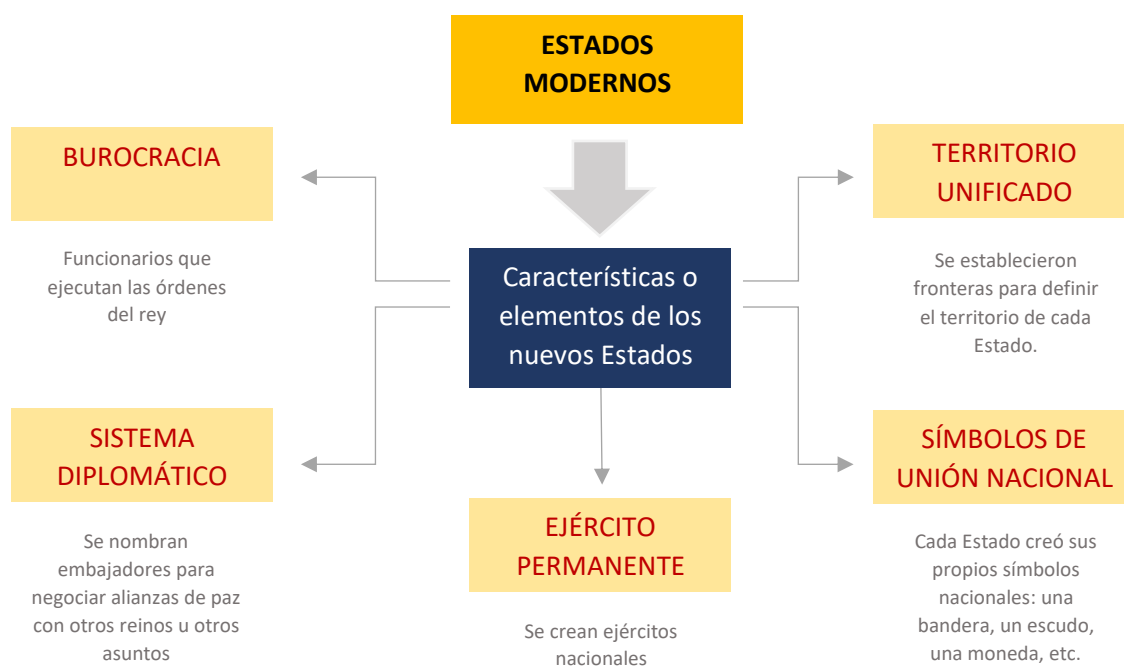 ESTADOS
MODERNOS
BUROCRACIA
Funcionarios que
ejecutan las órdenes
del rey
TERRITORIO
UNIFICADO
Se establecieron
fronteras para definir
el territorio de cada
Estado.
Característícas o
elementos de los
nuevos Estados
SISTEMA
DIPLOMÁTICO
Se nombran
embajadores para
negociar alianzas de paz
con otros reinos u otros
asuntos
EJÉRCITO
PERMANENTE
Se crean ejércitos
nacionales
SÍMBOLOS DE
UNIÓN NACIONAL
Cada Estado creó sus
propios símbolos
nacionales: una
bandera, un escudo,
una moneda, etc.